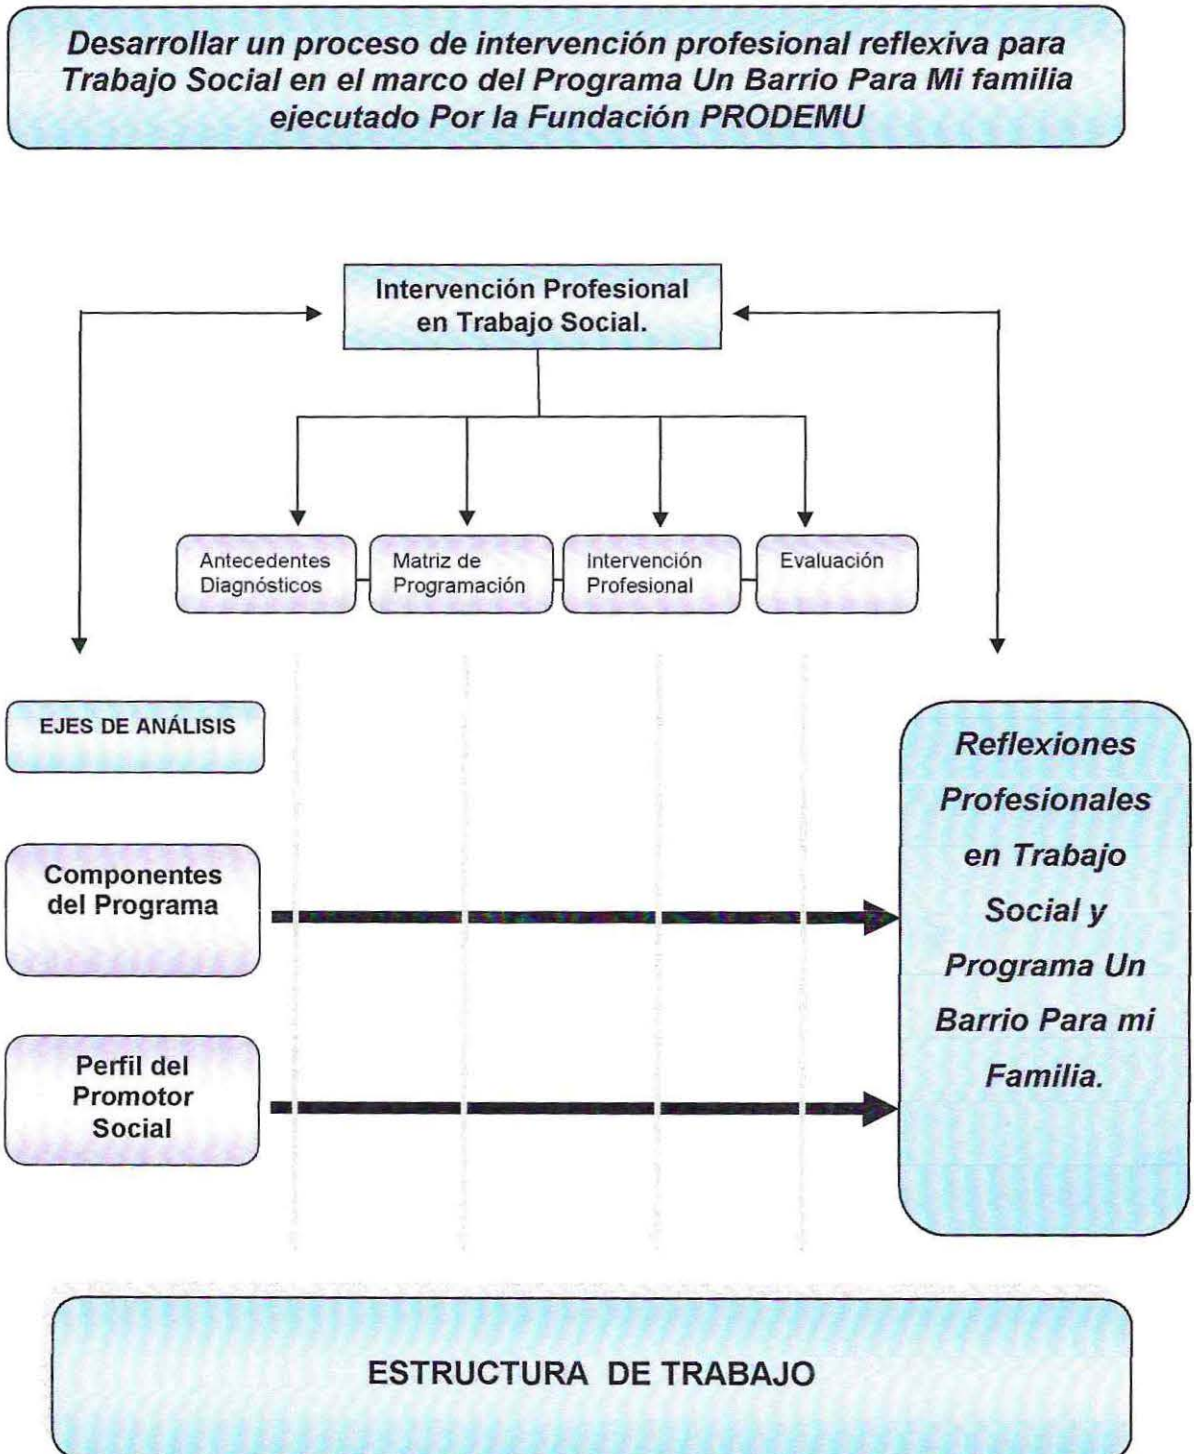 Desarrollar un proceso de intervención profesional reflexiva para
Trabajo Social en el marco del Programa Un Barrio Para Mi familia
ejecutado Por la Fundación PRODEMU
Intervención Profesional
en Trabajo Social.
Antecedentes
Diagnósticos
Matriz de
Programación
Intervención
Profesional
Evaluación
EJES DE ANÁLISIS
Componentes
del Programa
Perfil del
Promotor
Social
Reflexiones
Profesionales
en Trabajo
Social y
Programa Un
Barrio Para mi
Familia.
ESTRUCTURA DE TRABAJO